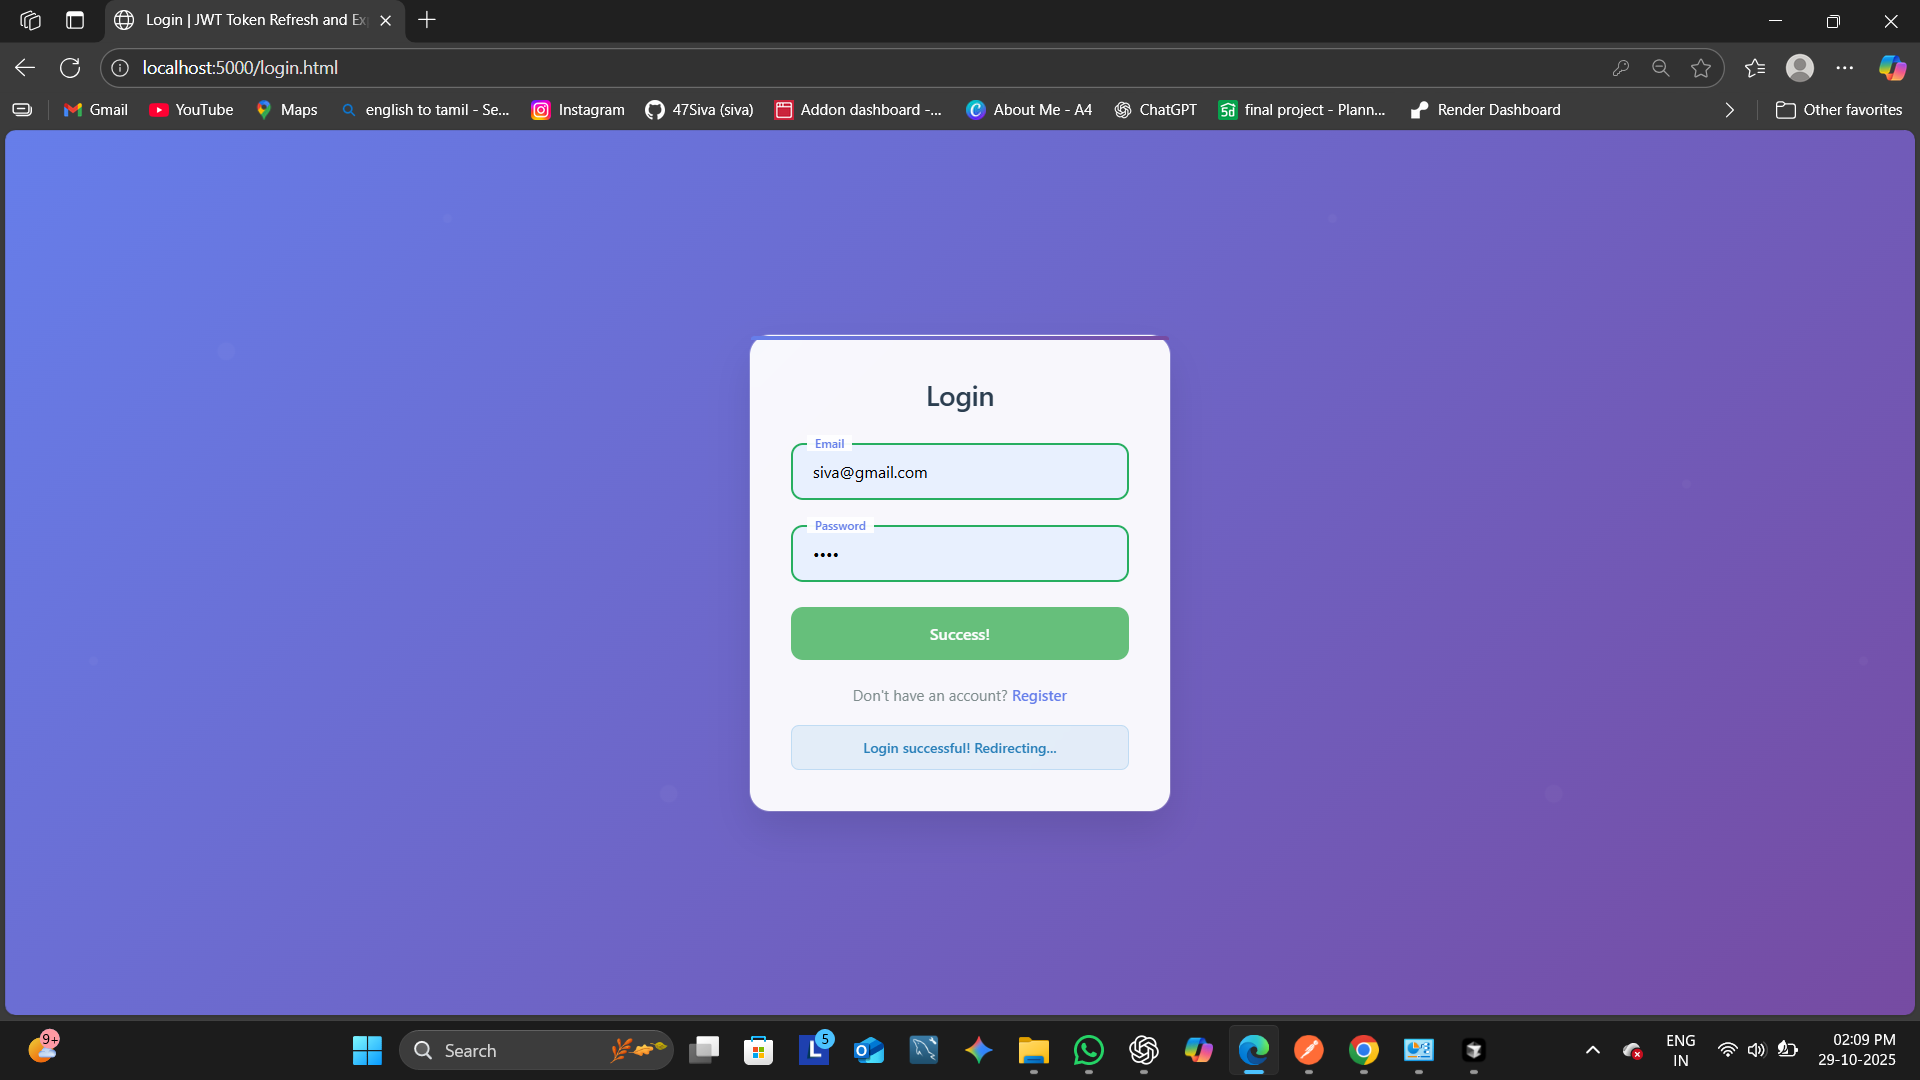 Login | JWT Token Refresh and Ex
localhost:5000/login.html
Gmail
YouTube
Maps
english to tamil - Se...
Instagram
47Siva (siva)
Addon dashboard -...
About Me - A4
ChatGPT
final project - Plann...
Render Dashboard
Other favorites
Login
Email
siva@gmail.com
Password
••••
Success!
Don't have an account? Register
Login successful! Redirecting...
9+
Search
5
ENG
IN
02:09 PM
29-10-2025